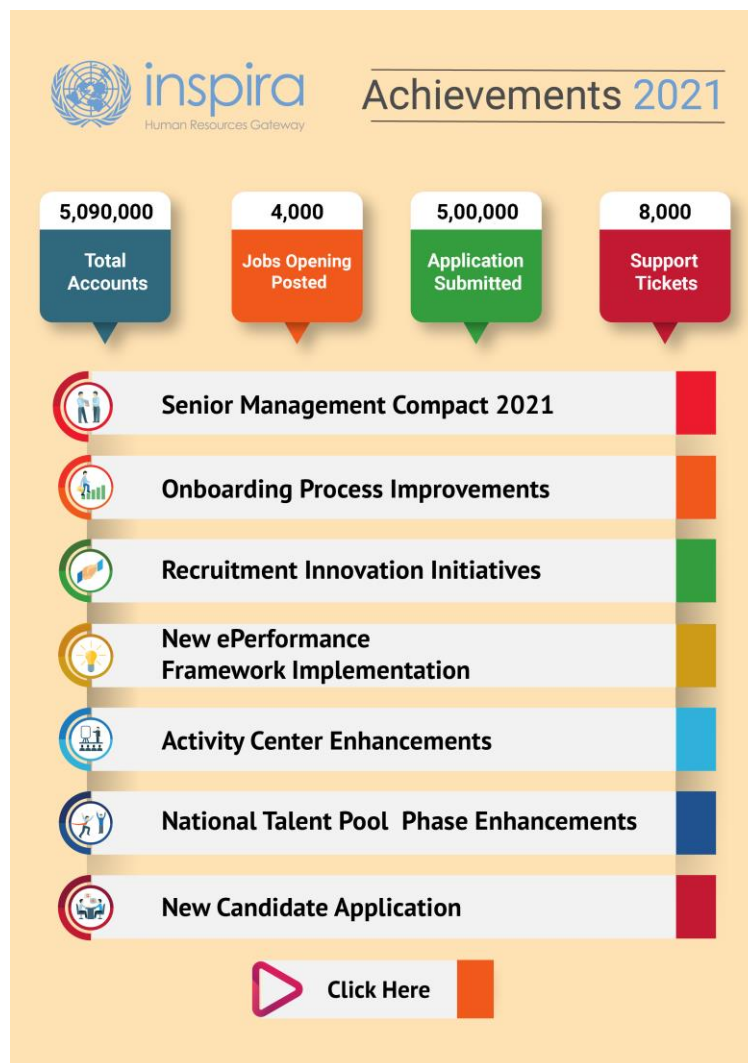 inspira
Human Resources Gateway
Achievements 2021
5,090,000
Total
Accounts
4,000
Jobs Opening
Posted
5,00,000
Application
Submitted
8,000
Support
Tickets
Senior Management Compact 2021
Onboarding Process Improvements
Recruitment Innovation Initiatives
New ePerformance
Framework Implementation
Activity Center Enhancements
National Talent Pool Phase Enhancements
New Candidate Application
Click Here